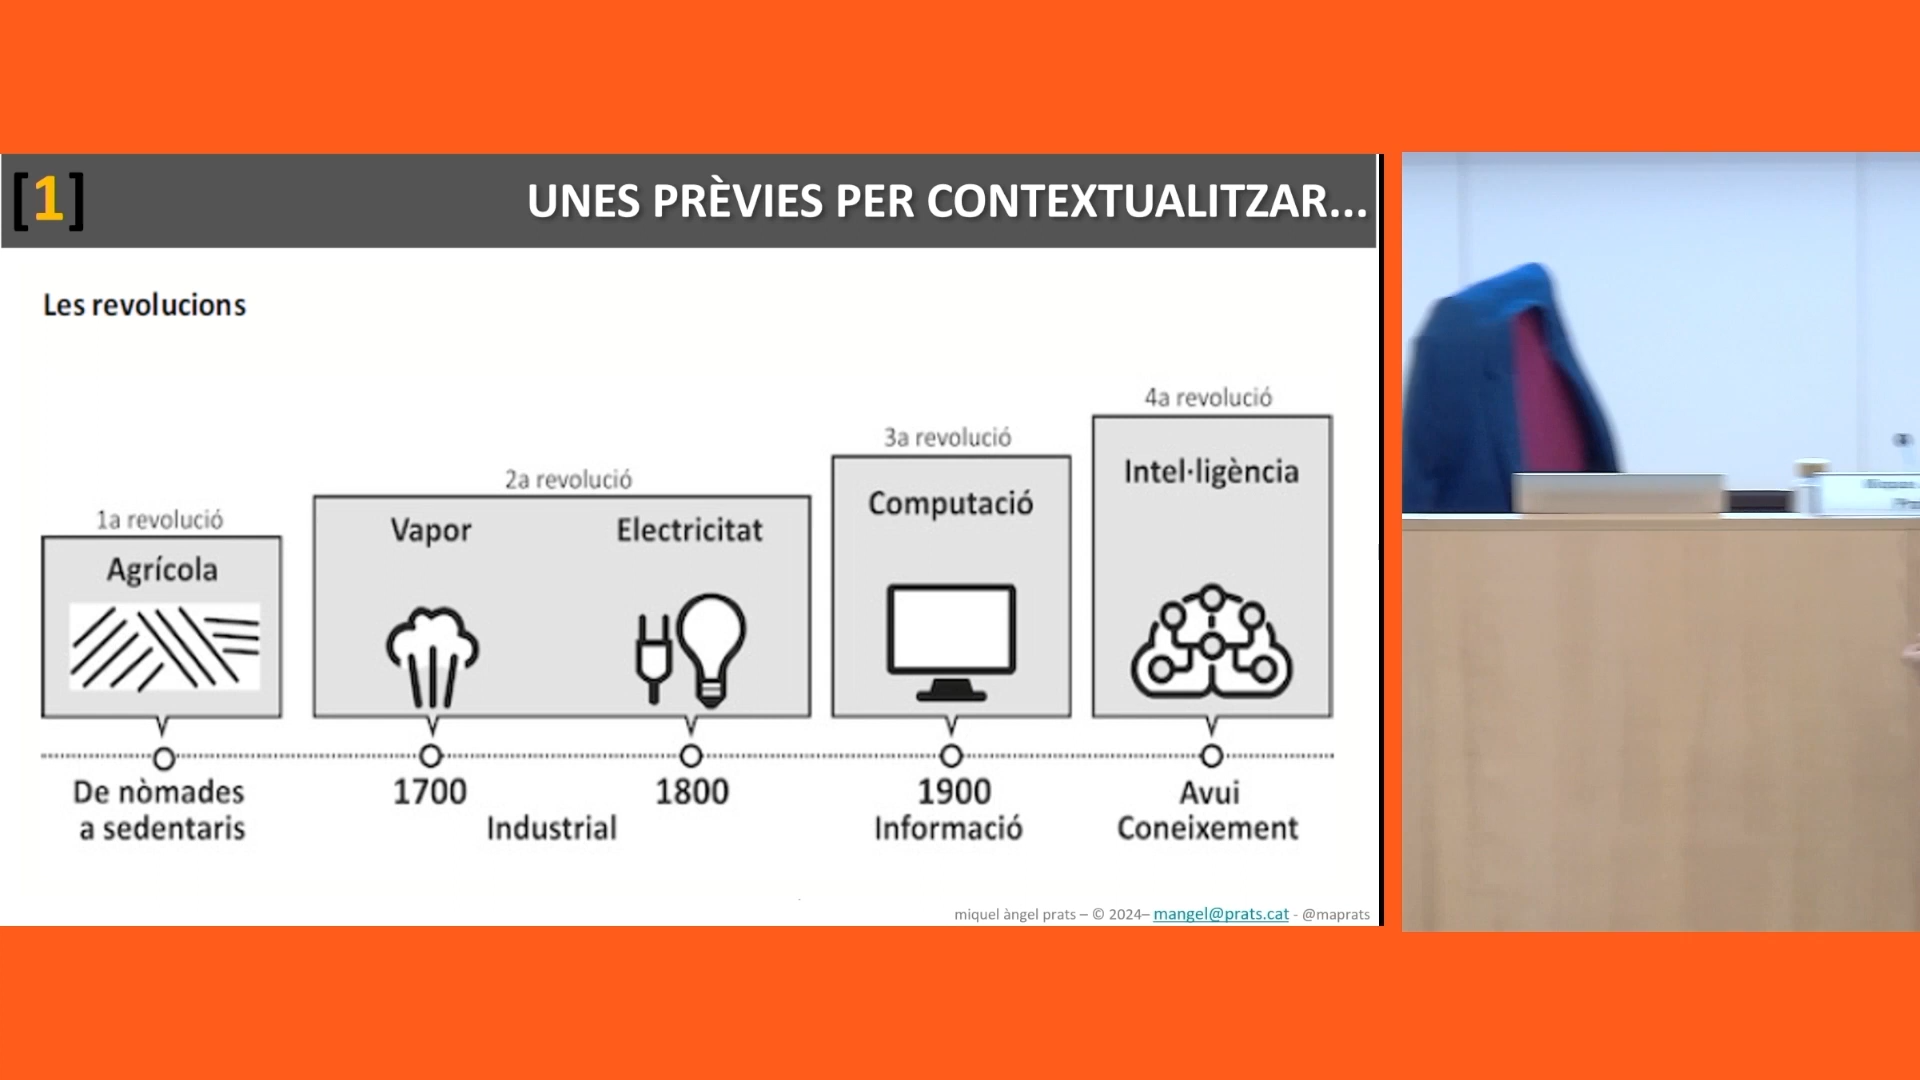 [1]
UNES PRÈVIES PER CONTEXTUALITZAR...
Les revolucions
1a revolució
Agrícola
De nòmades
a sedentaris
2a revolució
Vapor
Electricitat
1700
1800
Industrial
3a revolució
Computació
1900
Informació
4a revolució
Intel·ligència
Avui
Coneixement
miquel àngel prats – © 2024– mangel@prats.cat - @maprats